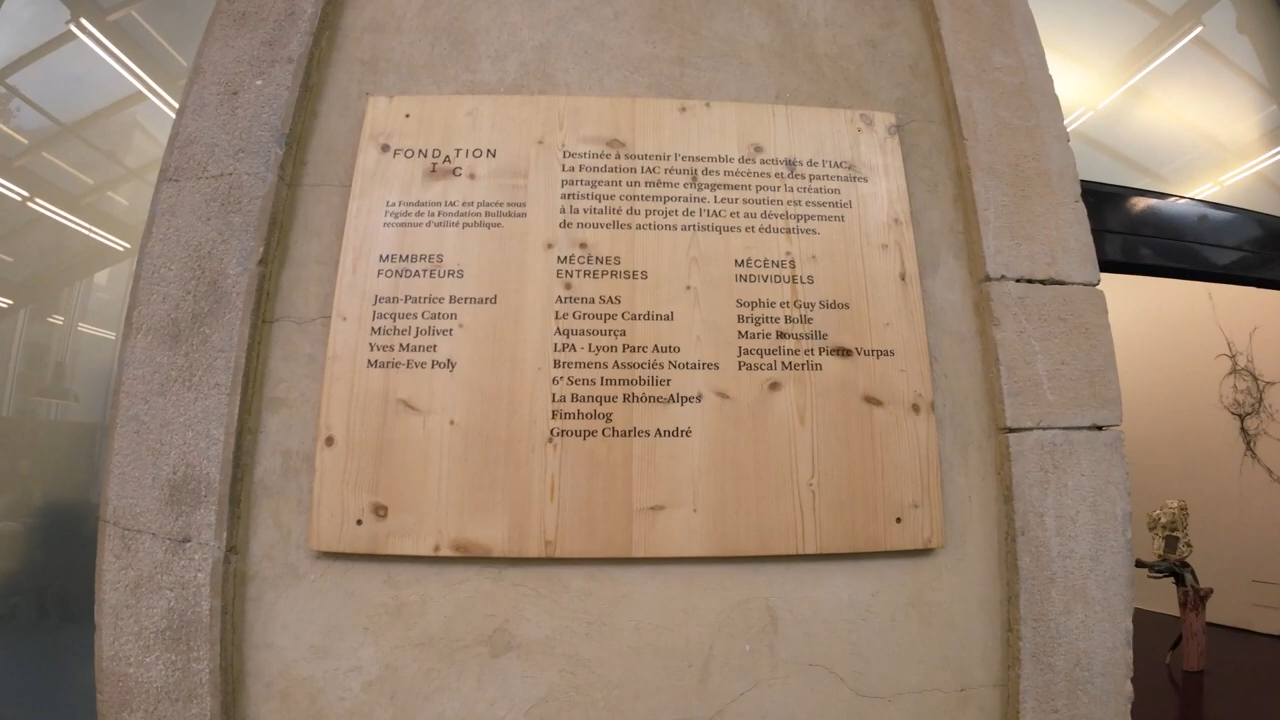 FONDATION
IAC
La Fondation IAC est placée sous
l'égide de la Fondation Bullukian
reconnue d'utilité publique.
Destinée à soutenir l'ensemble des activités de l'IAC,
La Fondation IAC réunit des mécènes et des partenaires
partageant un même engagement pour la création
artistique contemporaine. Leur soutien est essentiel
à la vitalité du projet de l'IAC et au développement
de nouvelles actions artistiques et éducatives.
MEMBRES
FONDATEURS
Jean-Patrice Bernard
Jacques Caton
Michel Jolivet
Yves Manet
Marie-Eve Poly
MÉCÈNES
ENTREPRISES
Artena SAS
Le Groupe Cardinal
Aquasourça
LPA - Lyon Parc Auto
Bremens Associés Notaires
6ᵉ Sens Immobilier
La Banque Rhône-Alpes
Fimholog
Groupe Charles André
MÉCÈNES
INDIVIDUELS
Sophie et Guy Sidos
Brigitte Bolle
Marie Roussille
Jacqueline et Pierre Vurpas
Pascal Merlin